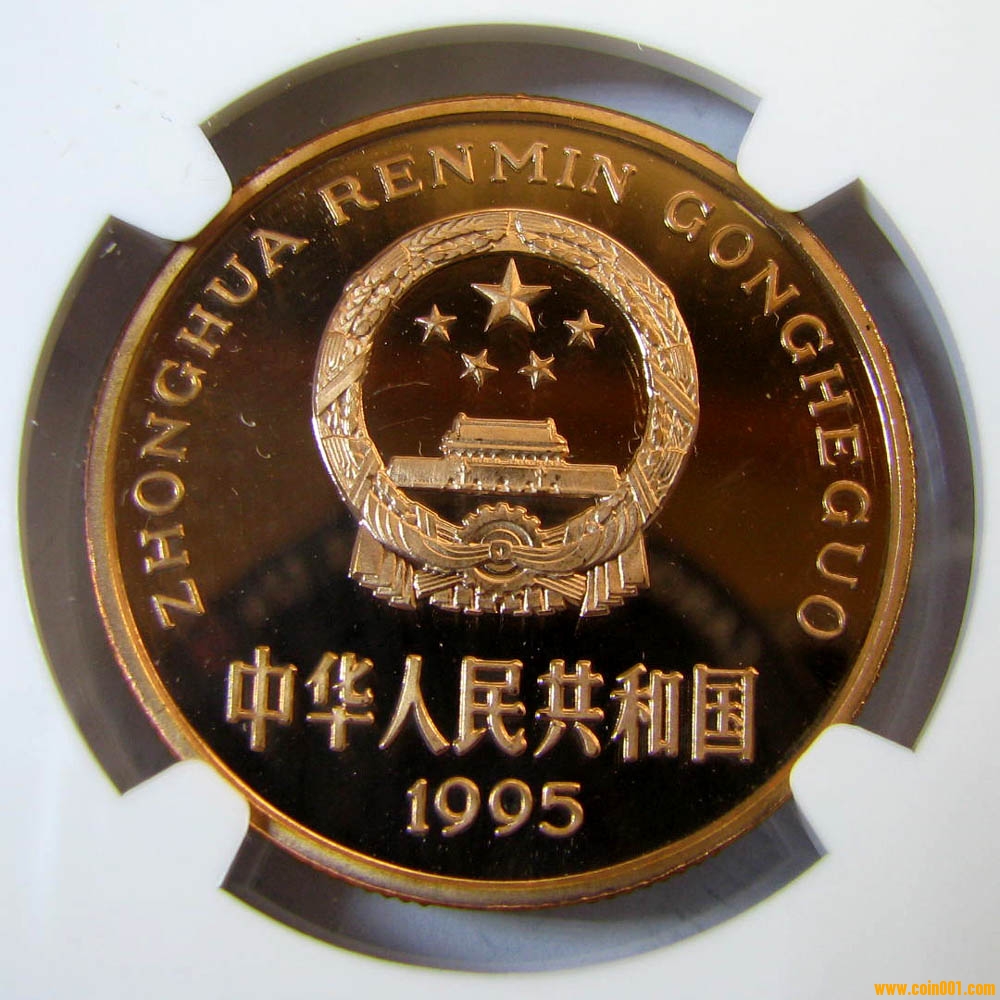 ZHONGHUA RENMIN GONGHEGUO
中华人民共和国
1995
www.coin001.com